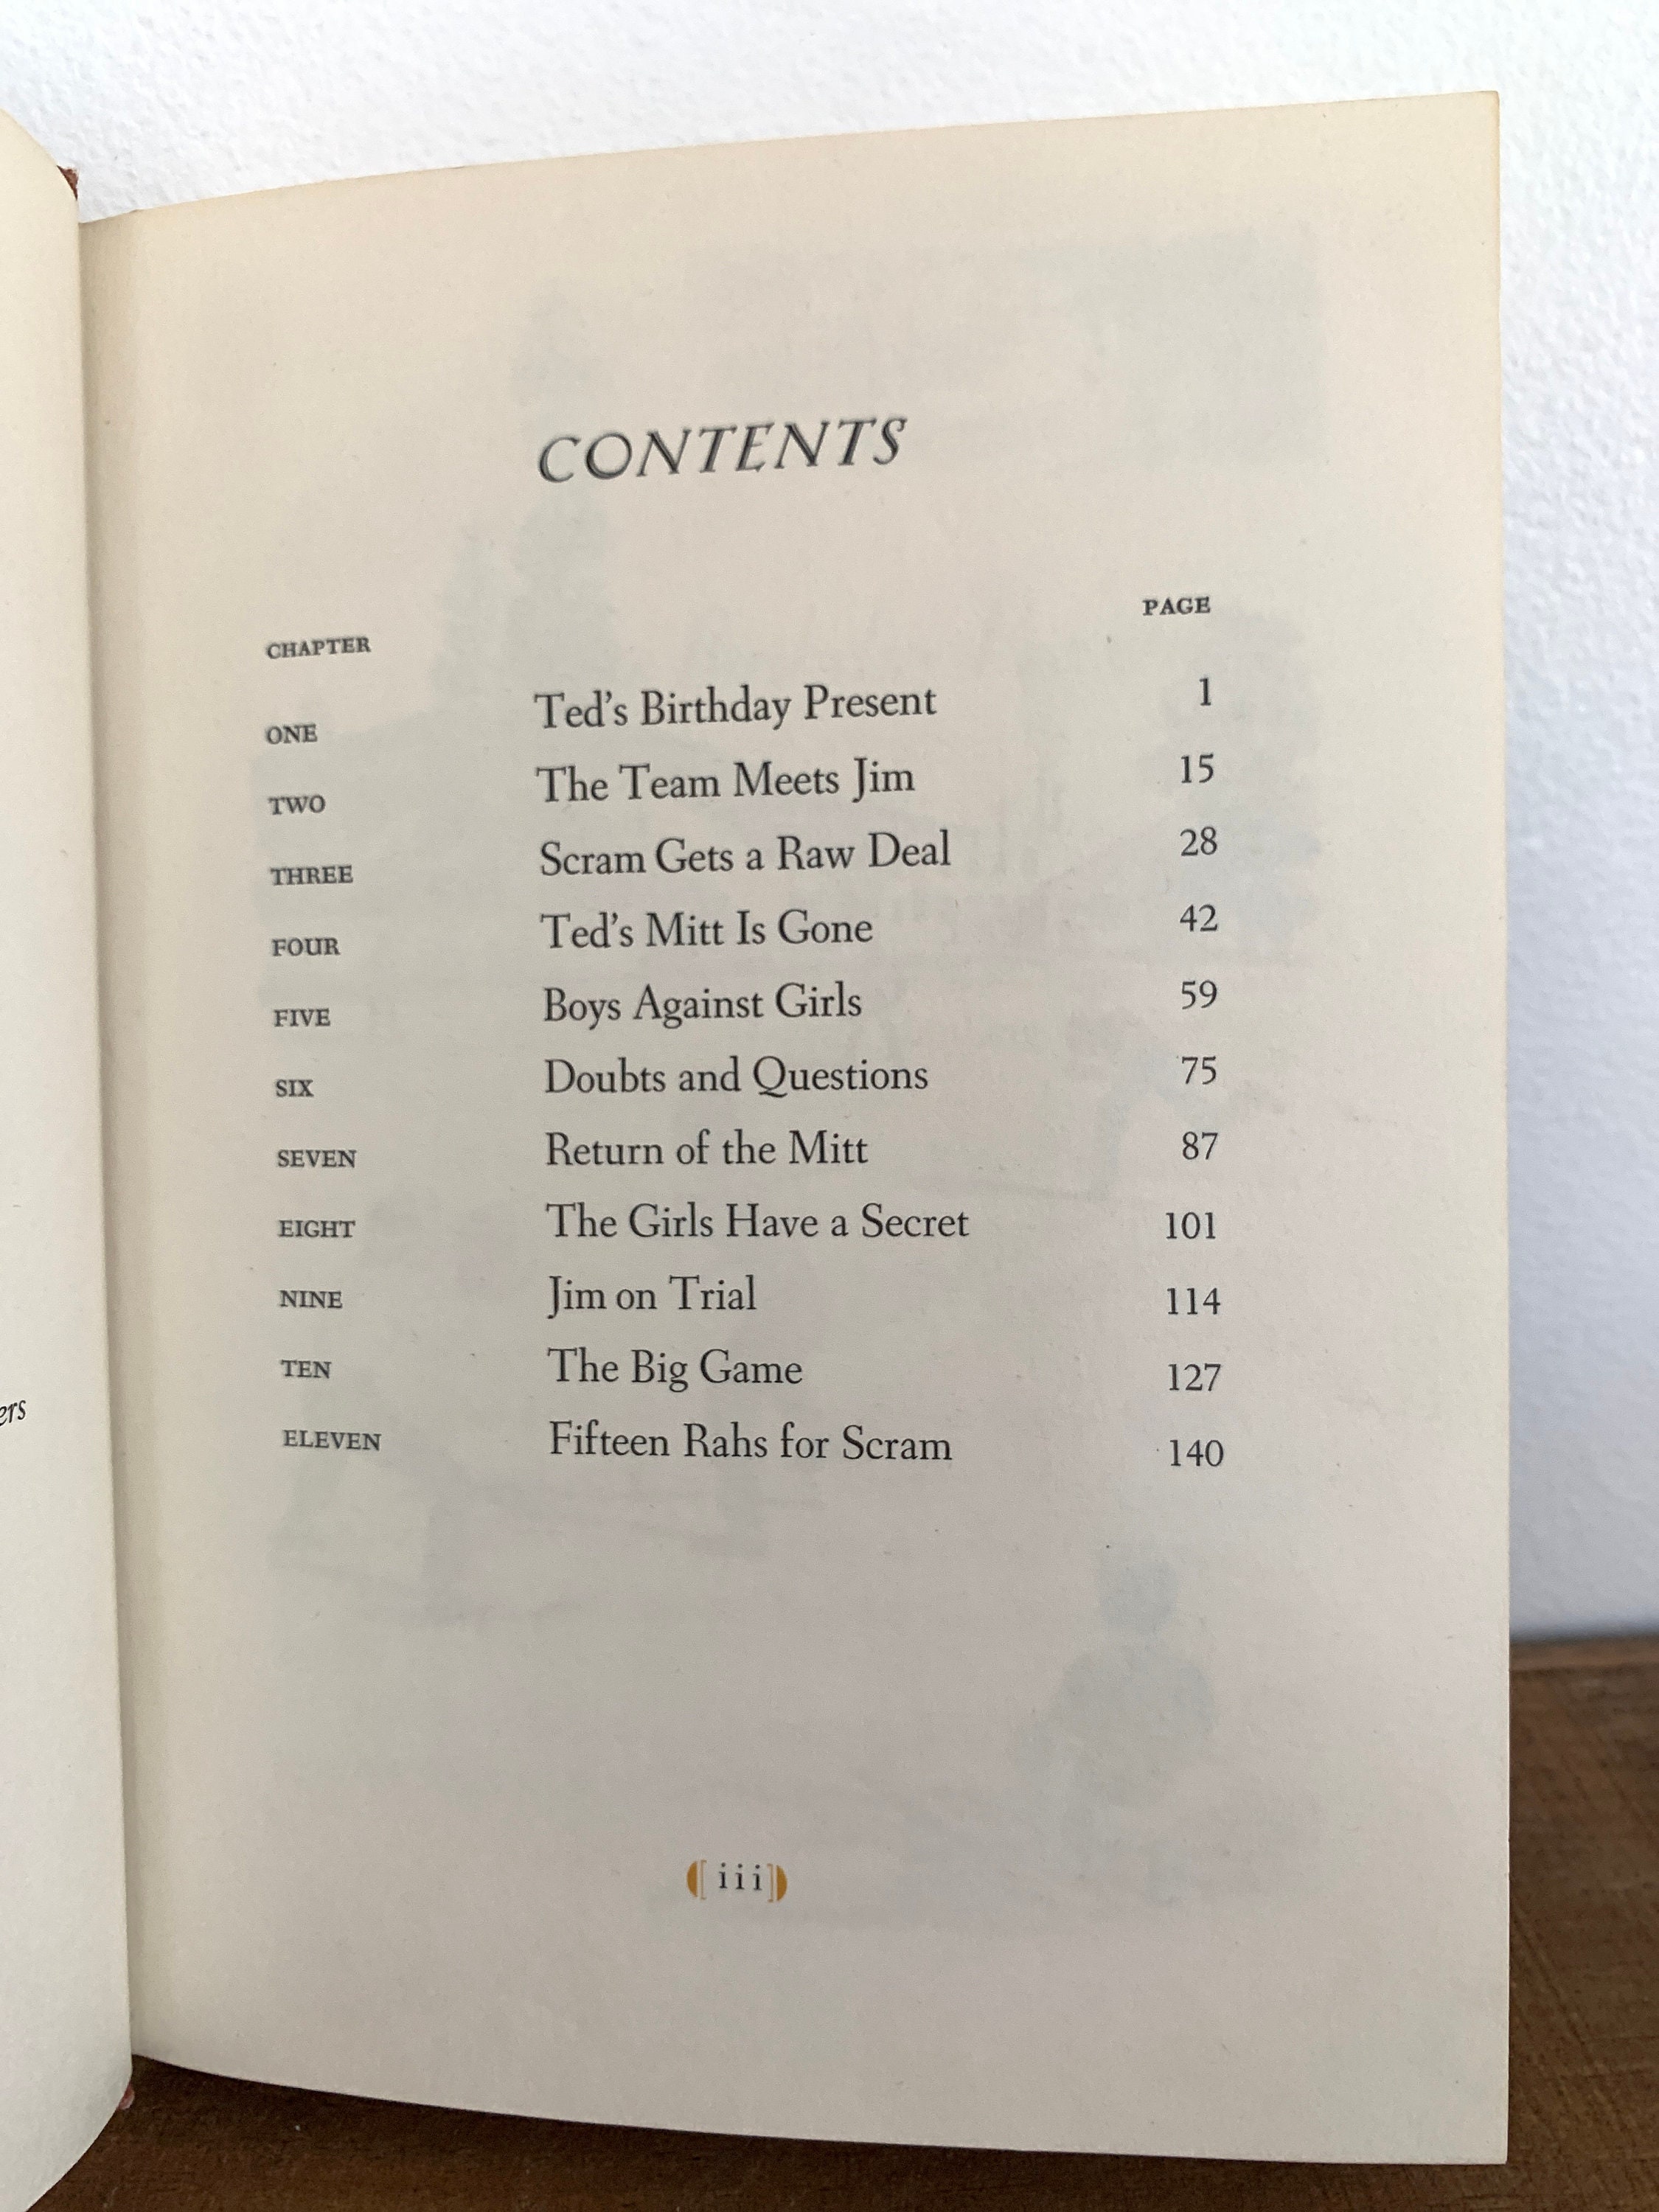 CONTENTS
CHAPTER PAGE
ONE Ted's Birthday Present 1
TWO The Team Meets Jim 15
THREE Scram Gets a Raw Deal 28
FOUR Ted's Mitt Is Gone 42
FIVE Boys Against Girls 59
SIX Doubts and Questions 75
SEVEN Return of the Mitt 87
EIGHT The Girls Have a Secret 101
NINE Jim on Trial 114
TEN The Big Game 127
ELEVEN Fifteen Rahs for Scram 140
iii